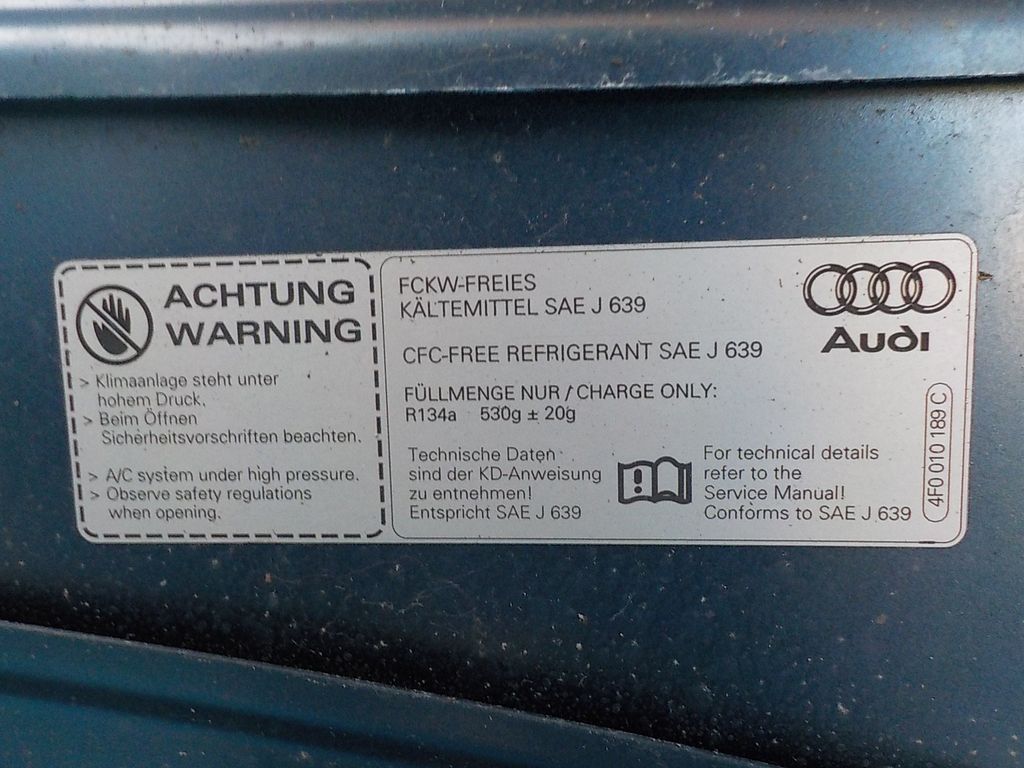 ACHTUNG
WARNING
> Klimaanlage steht unter
hohem Druck.
> Beim Öffnen
Sicherheitsvorschriften beachten.
> A/C system under high pressure.
> Observe safety regulations
when opening.
FCKW-FREIES
KÄLTEMITTEL SAE J 639
CFC-FREE REFRIGERANT SAE J 639
FÜLLMENGE NUR / CHARGE ONLY:
R134a 530g ± 20g
Technische Daten
sind der KD-Anweisung
zu entnehmen!
Entspricht SAE J 639
For technical details
refer to the
Service Manual!
Conforms to SAE J 639
Audi
4F0 010 189 C